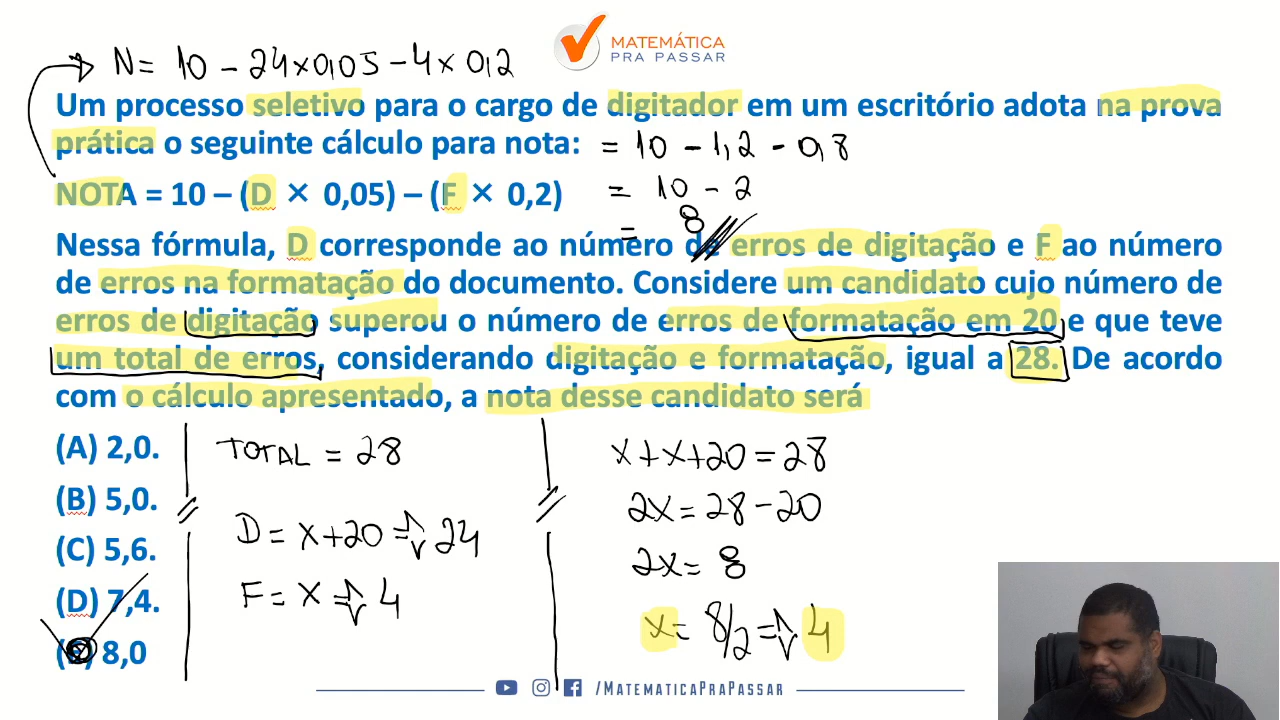 MATEMÁTICA
PRA PASSAR
N = 10 - 24 x 0,05 - 4 x 0,2
Um processo seletivo para o cargo de digitador em um escritório adota na prova
prática o seguinte cálculo para nota:
= 10 - 1,2 - 0,8
NOTA = 10 – (D × 0,05) – (F × 0,2)
= 10 - 2
= 8
Nessa fórmula, D corresponde ao número de erros de digitação e F ao número
de erros na formatação do documento. Considere um candidato cujo número de
erros de digitação superou o número de erros de formatação em 20 e que teve
um total de erros, considerando digitação e formatação, igual a 28. De acordo
com o cálculo apresentado, a nota desse candidato será
(A) 2,0.
(B) 5,0.
(C) 5,6.
(D) 7,4.
8,0
TOTAL = 28
D = x+20 => 24
F = x => 4
x+x+20 = 28
2x = 28 - 20
2x = 8
x = 8/2 => 4
/MatematicaPraPassar